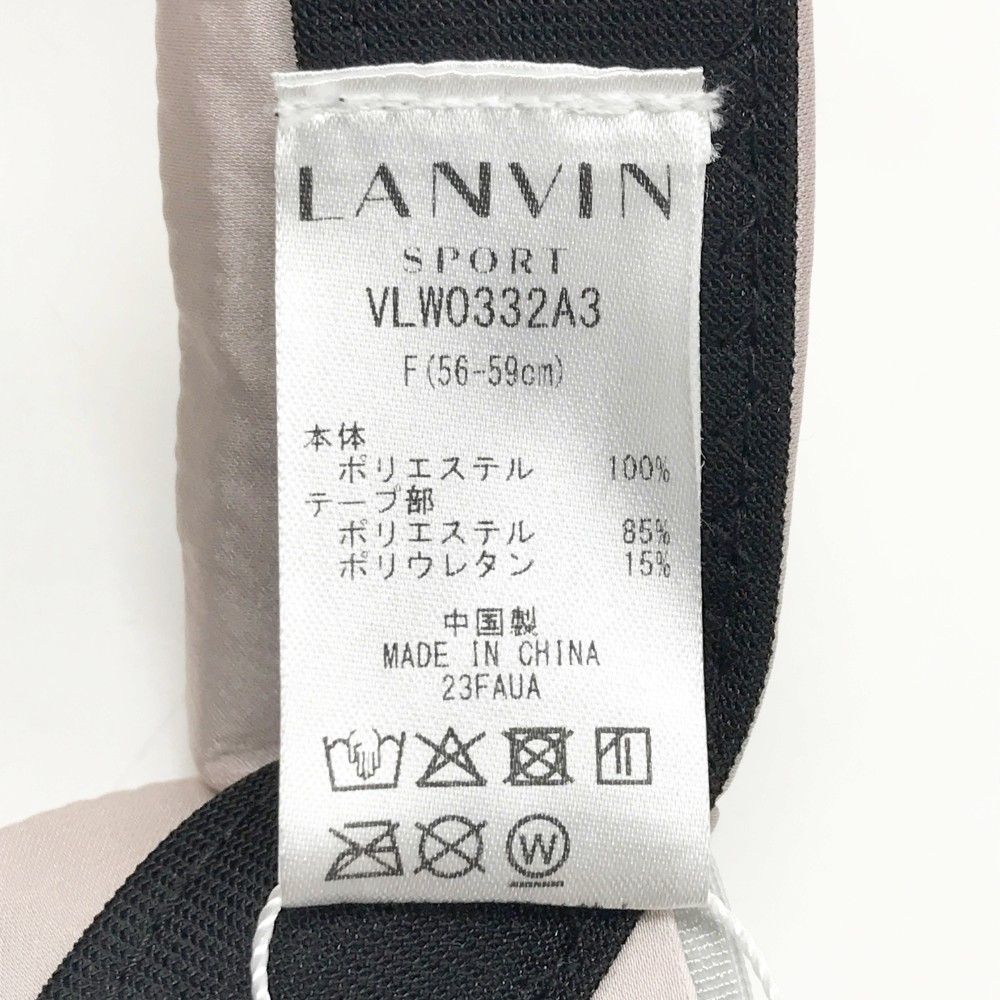 LANVIN
SPORT
VLW0332A3
F(56-59cm)
本体
ポリエステル 100%
テープ部
ポリエステル 85%
ポリウレタン 15%
中国製
MADE IN CHINA
23FAUA
W